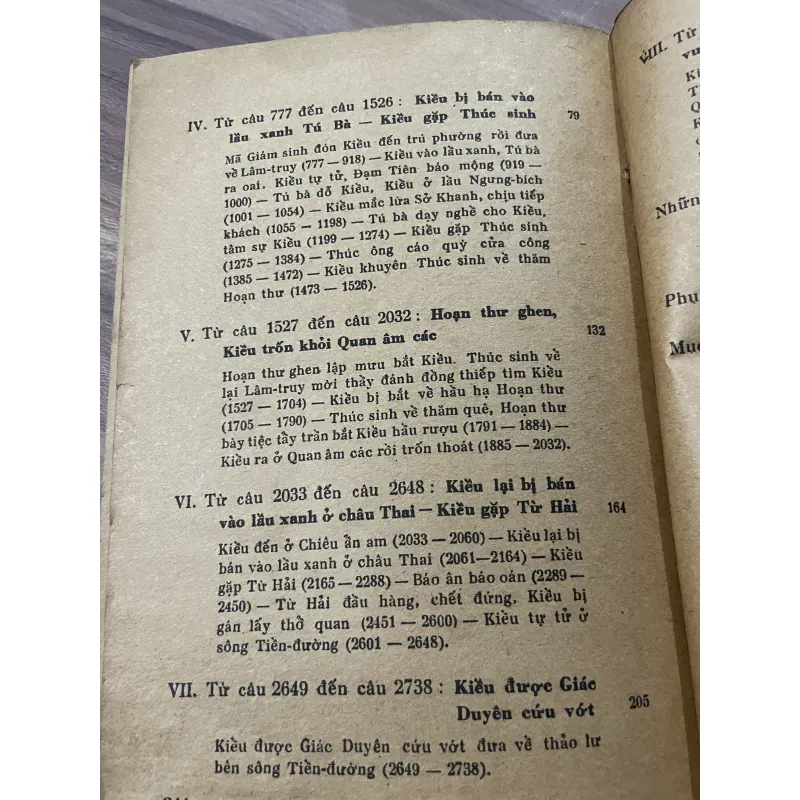 IV. Từ câu 777 đến câu 1526 : Kiều bị bán vào
lầu xanh Tú Bà — Kiều gặp Thúc sinh 79
Mã Giám sinh đón Kiều đến trú phường rồi đưa
về Lâm-truy (777 — 918) — Kiều vào lầu xanh, Tú bà
ra oai. Kiều tự tử, Đạm Tiên báo mộng (919 —
1000) — Tú bà dỗ Kiều, Kiều ở lầu Ngưng-bích
(1001 — 1054) — Kiều mắc lừa Sở Khanh, chịu tiếp
khách (1055 — 1198) — Tú bà dạy nghề cho Kiều,
tâm sự Kiều (1199 — 1274) — Kiều gặp Thúc sinh
(1275 — 1384) — Thúc ông cáo quỳ cửa công
(1385 — 1472) — Kiều khuyên Thúc sinh về thăm
Hoạn thư (1473 — 1526).
V. Từ câu 1527 đến câu 2032 : Hoạn thư ghen,
Kiều trốn khỏi Quan âm các 132
Hoạn thư ghen lập mưu bắt Kiều. Thúc sinh về
lại Lâm-truy mời thầy đánh đồng thiếp tìm Kiều
(1527 — 1704) — Kiều bị bắt về hầu hạ Hoạn thư
(1705 — 1790) — Thúc sinh về thăm quê, Hoạn thư
bày tiệc tẩy trần bắt Kiều hầu rượu (1791 — 1884) —
Kiều ra ở Quan âm các rồi trốn thoát (1885 — 2032).
VI. Từ câu 2033 đến câu 2648 : Kiều lại bị bán
vào lầu xanh ở châu Thai — Kiều gặp Từ Hải 164
Kiều đến ở Chiêu ẩn am (2033 — 2060) — Kiều lại bị
bán vào lầu xanh ở châu Thai (2061—2164) — Kiều
gặp Từ Hải (2165 — 2288) — Báo ân báo oán (2289 —
2450) — Từ Hải đầu hàng, chết đứng. Kiều bị
gán lấy thổ quan (2451 — 2600) — Kiều tự tử ở
sông Tiền-đường (2601 — 2648).
VII. Từ câu 2649 đến câu 2738 : Kiều được Giác
Duyên cứu vớt 205
Kiều được Giác Duyên cứu vớt đưa về thảo lư
bên sông Tiền-đường (2649 — 2738).
VIII. Từ
Phụ